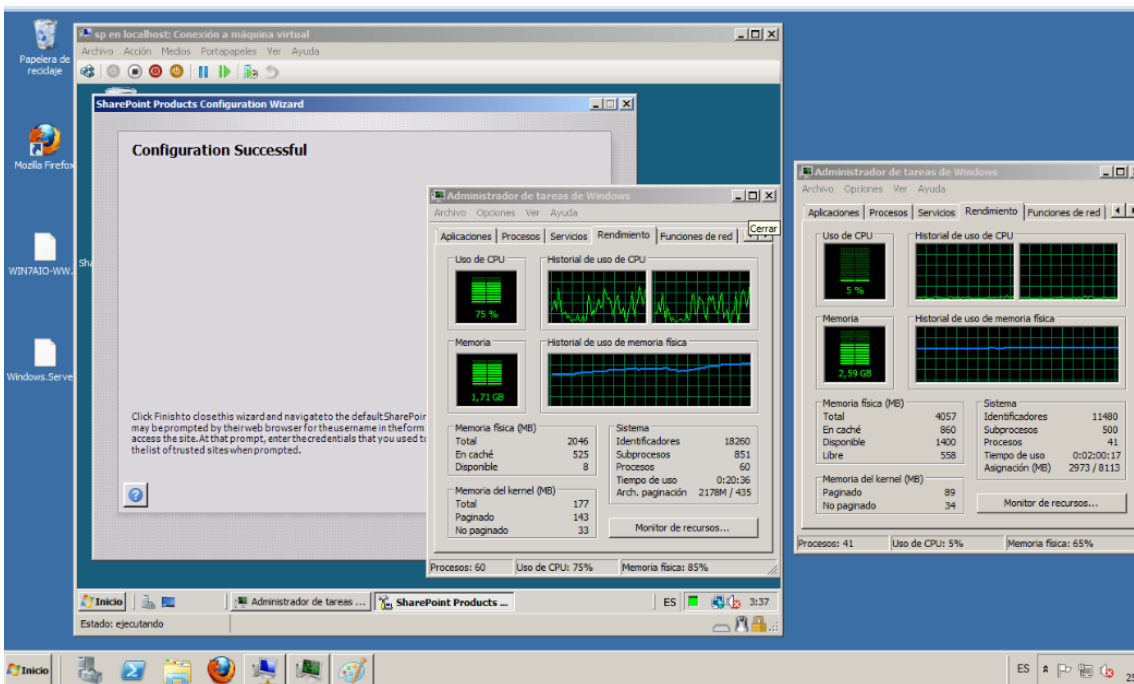 Papelera de
reciclaje
Mozilla Firefox
WIN7AIO-WW.
Windows.Serve
sp en localhost: Conexión a máquina virtual
Archivo Acción Medios Portapapeles Ver Ayuda
Sha
SharePoint Products Configuration Wizard
Configuration Successful
Click Finish to close this wizard and navigate to the default SharePoin
may be prompted by their web browser for the username in the form
access the site. At that prompt, enter the credentials that you used to
the list of trusted sites when prompted.
Administrador de tareas de Windows
Archivo Opciones Ver Ayuda
Cerrar
Aplicaciones Procesos Servicios Rendimiento Funciones de red
Uso de CPU Historial de uso de CPU
75 %
Memoria Historial de uso de memoria física
1,71 GB
Memoria física (MB)
Total 2046
En caché 525
Disponible 8
Memoria del kernel (MB)
Total 177
Paginado 143
No paginado 33
Sistema
Identificadores 18260
Subprocesos 851
Procesos 60
Tiempo de uso 0:20:36
Arch. paginación 2178M / 435
Monitor de recursos...
Procesos: 60 Uso de CPU: 75% Memoria física: 85%
Inicio Administrador de tareas ... SharePoint Products ... ES 3:37
Estado: ejecutando
Administrador de tareas de Windows
Archivo Opciones Ver Ayuda
Aplicaciones Procesos Servicios Rendimiento Funciones de red
Uso de CPU Historial de uso de CPU
5 %
Memoria Historial de uso de memoria física
2,59 GB
Memoria física (MB)
Total 4057
En caché 860
Disponible 1400
Libre 558
Memoria del kernel (MB)
Paginado 89
No paginado 34
Sistema
Identificadores 11480
Subprocesos 500
Procesos 41
Tiempo de uso 0:02:00:17
Asignación (MB) 2973 / 8113
Monitor de recursos...
Procesos: 41 Uso de CPU: 5% Memoria física: 65%
Inicio ES